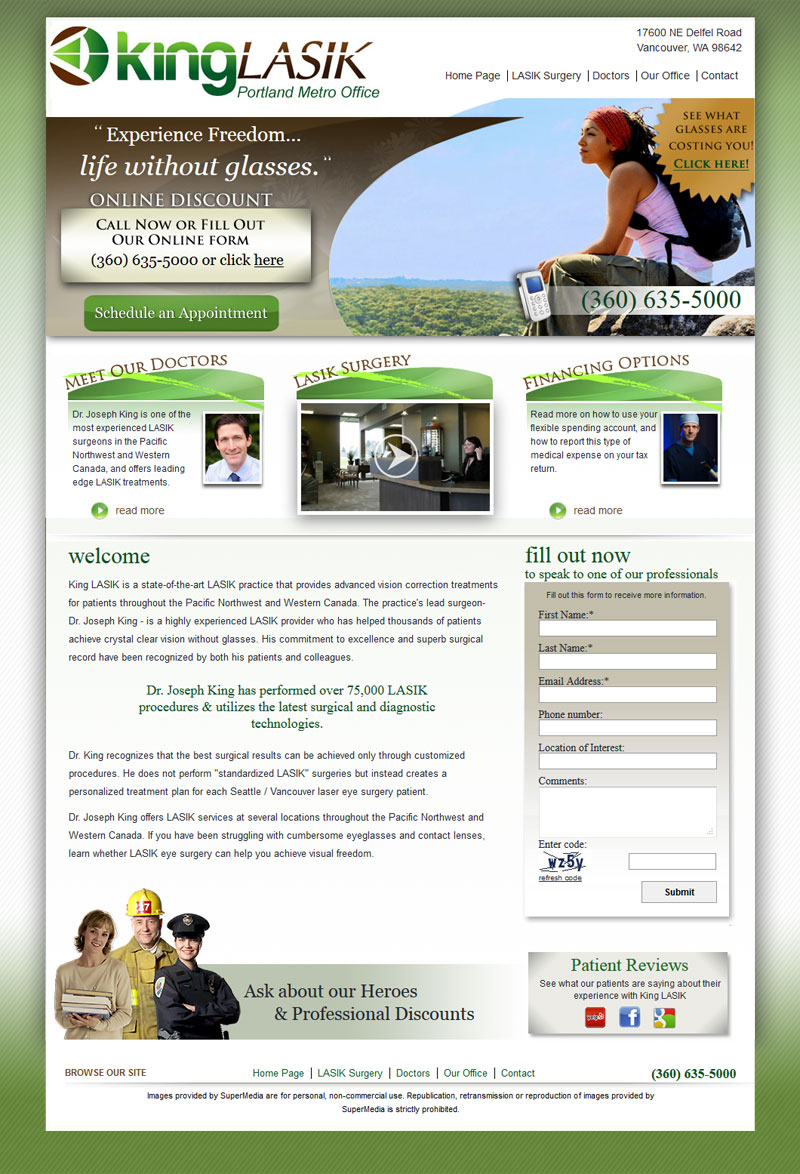 kingLASIK
Portland Metro Office
17600 NE Delfel Road
Vancouver, WA 98642
Home Page | LASIK Surgery | Doctors | Our Office | Contact
“ Experience Freedom...
life without glasses. “
ONLINE DISCOUNT
CALL NOW OR FILL OUT
OUR ONLINE FORM
(360) 635-5000 or click here
Schedule an Appointment
SEE WHAT
GLASSES ARE
COSTING YOU!
CLICK HERE!
(360) 635-5000
MEET OUR DOCTORS
Dr. Joseph King is one of the
most experienced LASIK
surgeons in the Pacific
Northwest and Western
Canada, and offers leading
edge LASIK treatments.
read more
LASIK SURGERY
FINANCING OPTIONS
Read more on how to use your
flexible spending account, and
how to report this type of
medical expense on your tax
return.
read more
welcome
King LASIK is a state-of-the-art LASIK practice that provides advanced vision correction treatments
for patients throughout the Pacific Northwest and Western Canada. The practice's lead surgeon-
Dr. Joseph King - is a highly experienced LASIK provider who has helped thousands of patients
achieve crystal clear vision without glasses. His commitment to excellence and superb surgical
record have been recognized by both his patients and colleagues.
Dr. Joseph King has performed over 75,000 LASIK
procedures & utilizes the latest surgical and diagnostic
technologies.
Dr. King recognizes that the best surgical results can be achieved only through customized
procedures. He does not perform "standardized LASIK" surgeries but instead creates a
personalized treatment plan for each Seattle / Vancouver laser eye surgery patient.
Dr. Joseph King offers LASIK services at several locations throughout the Pacific Northwest and
Western Canada. If you have been struggling with cumbersome eyeglasses and contact lenses,
learn whether LASIK eye surgery can help you achieve visual freedom.
fill out now
to speak to one of our professionals
Fill out this form to receive more information.
First Name:*
Last Name:*
Email Address:*
Phone number:
Location of Interest:
Comments:
Enter code:
wz5y
refresh code
Submit
Ask about our Heroes
& Professional Discounts
Patient Reviews
See what our patients are saying about their
experience with King LASIK
yelp
f
g
BROWSE OUR SITE
Home Page | LASIK Surgery | Doctors | Our Office | Contact
(360) 635-5000
Images provided by SuperMedia are for personal, non-commercial use. Republication, retransmission or reproduction of images provided by
SuperMedia is strictly prohibited.